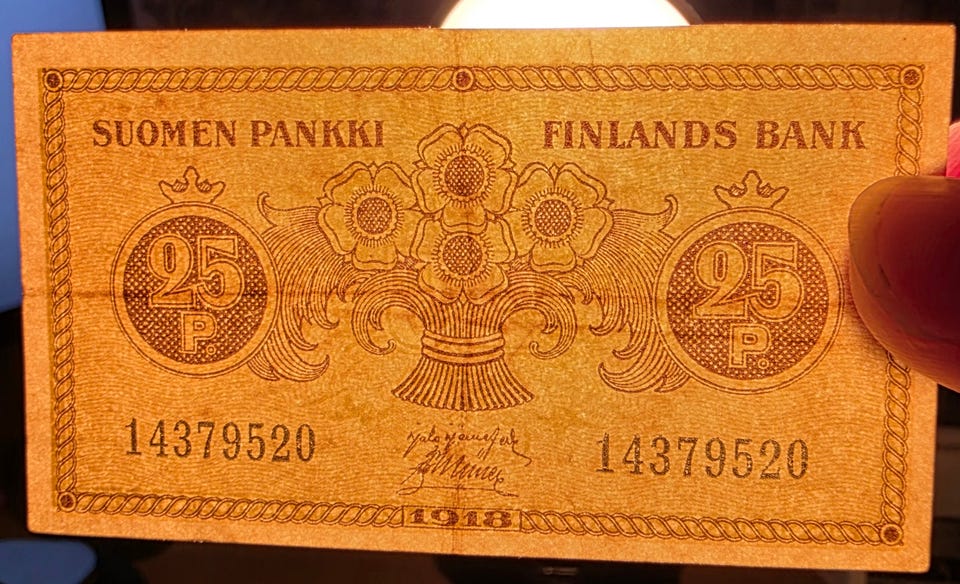 SUOMEN PANKKI FINLANDS BANK
25 25
P. P.
14379520 14379520
1918